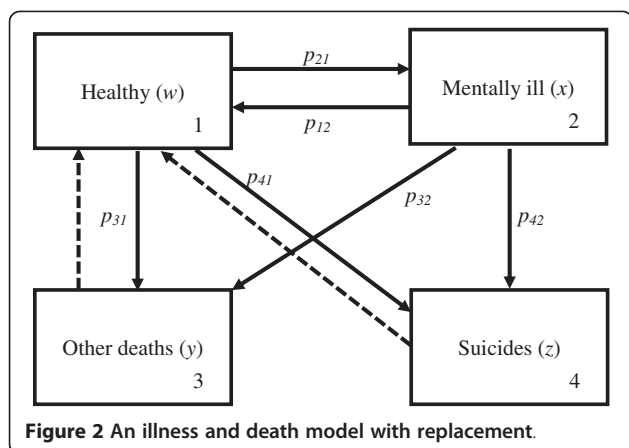 Healthy (w)
1
p21
Mentally ill (x)
2
p12
p31
p41
p32
p42
Other deaths (y)
3
Suicides (z)
4
Figure 2 An illness and death model with replacement.